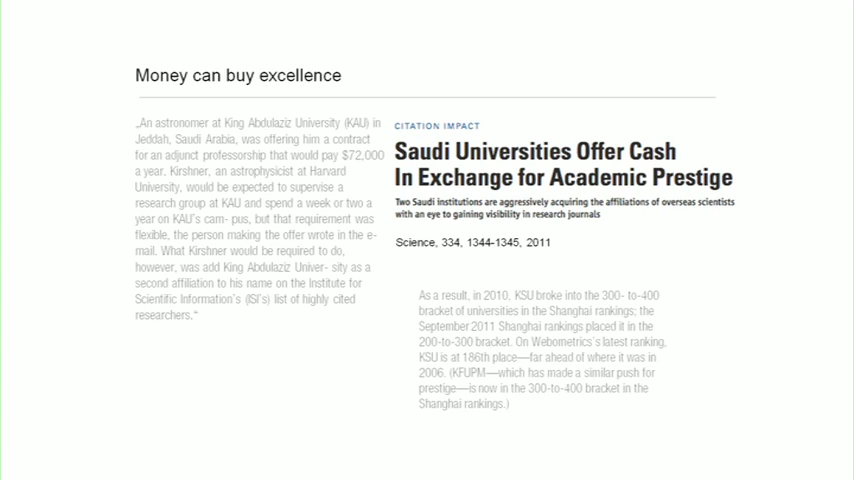 Money can buy excellence
„An astronomer at King Abdulaziz University (KAU) in
Jeddah, Saudi Arabia, was offering him a contract
for an adjunct professorship that would pay $72,000
a year. Kirshner, an astrophysicist at Harvard
University, would be expected to supervise a
research group at KAU and spend a week or two a
year on KAU's cam- pus, but that requirement was
flexible, the person making the offer wrote in the e-
mail. What Kirshner would be required to do,
however, was add King Abdulaziz Univer- sity as a
second affiliation to his name on the Institute for
Scientific Information's (ISI's) list of highly cited
researchers.“
CITATION IMPACT
Saudi Universities Offer Cash
In Exchange for Academic Prestige
Two Saudi institutions are aggressively acquiring the affiliations of overseas scientists
with an eye to gaining visibility in research journals
Science, 334, 1344-1345, 2011
As a result, in 2010, KSU broke into the 300- to-400
bracket of universities in the Shanghai rankings; the
September 2011 Shanghai rankings placed it in the
200-to-300 bracket. On Webometrics's latest ranking,
KSU is at 186th place—far ahead of where it was in
2006. (KFUPM—which has made a similar push for
prestige—is now in the 300-to-400 bracket in the
Shanghai rankings.)